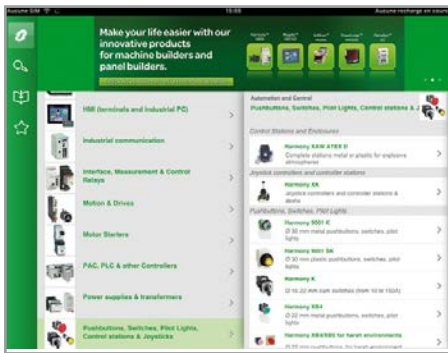 Aucune SIM
Aucune recharge en cours
Make your life easier with our
innovative products
for machine builders and
panel builders.
HMI (terminals and industrial PC)
Industrial communication
Interface, Measurement & Control
Relays
Motion & Drives
Motor Starters
PAC, PLC & other Controllers
Power supplies & transformers
Pushbuttons, Switches, Pilot Lights,
Control stations & Joysticks
Automation and Control
Pushbuttons, Switches, Pilot Lights, Control stations & J
Control Stations and Enclosures
Harmony XAW ATEX D
Complete stations metal or plastic for explosive
atmospheres
Joystick controllers and controller stations
Harmony XK
Joystick controllers and controller stations &
desks
Pushbuttons, Switches, Pilot Lights
Harmony 9001 K
Ø 30 mm metal pushbuttons, switches, pilot
lights
Harmony 9001 SK
Ø 30 mm plastic pushbuttons, switches, pilot
lights
Harmony K
Ø 16, 22 mm cam switches (from 10 to 150A)
Harmony XB4
Ø 22 mm metal pushbuttons, switches, pilot
lights
Harmony XB4/XB5 for harsh environments